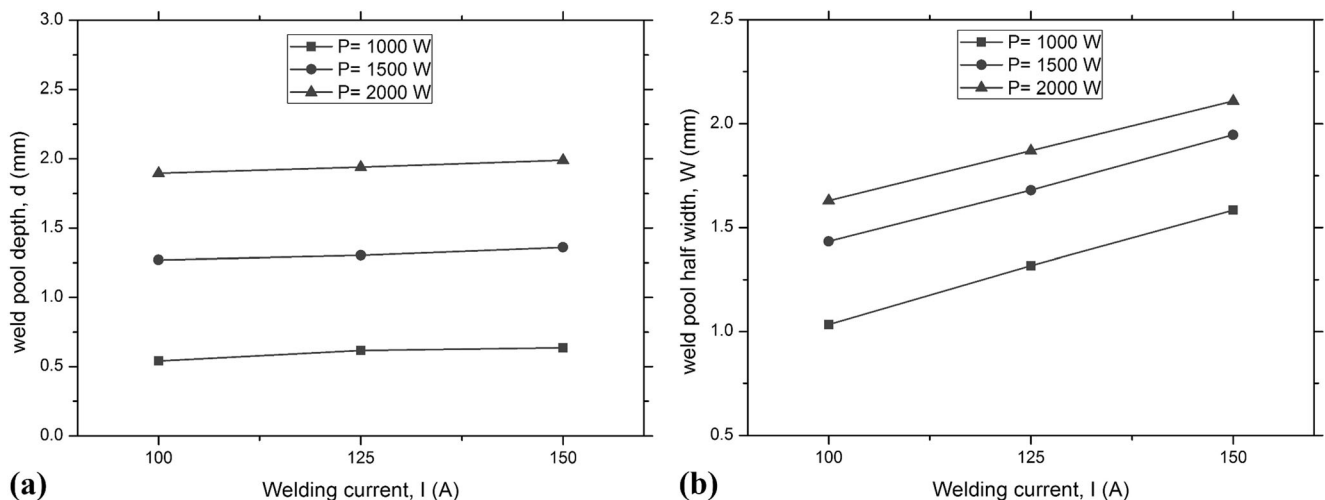 3.0
2.5
2.0
1.5
1.0
0.5
0.0
weld pool depth, d (mm)
P= 1000 W
P= 1500 W
P= 2000 W
100
125
150
Welding current, I (A)
(a)
2.5
2.0
1.5
1.0
0.5
weld pool half width, W (mm)
P= 1000 W
P= 1500 W
P= 2000 W
100
125
150
Welding current, I (A)
(b)